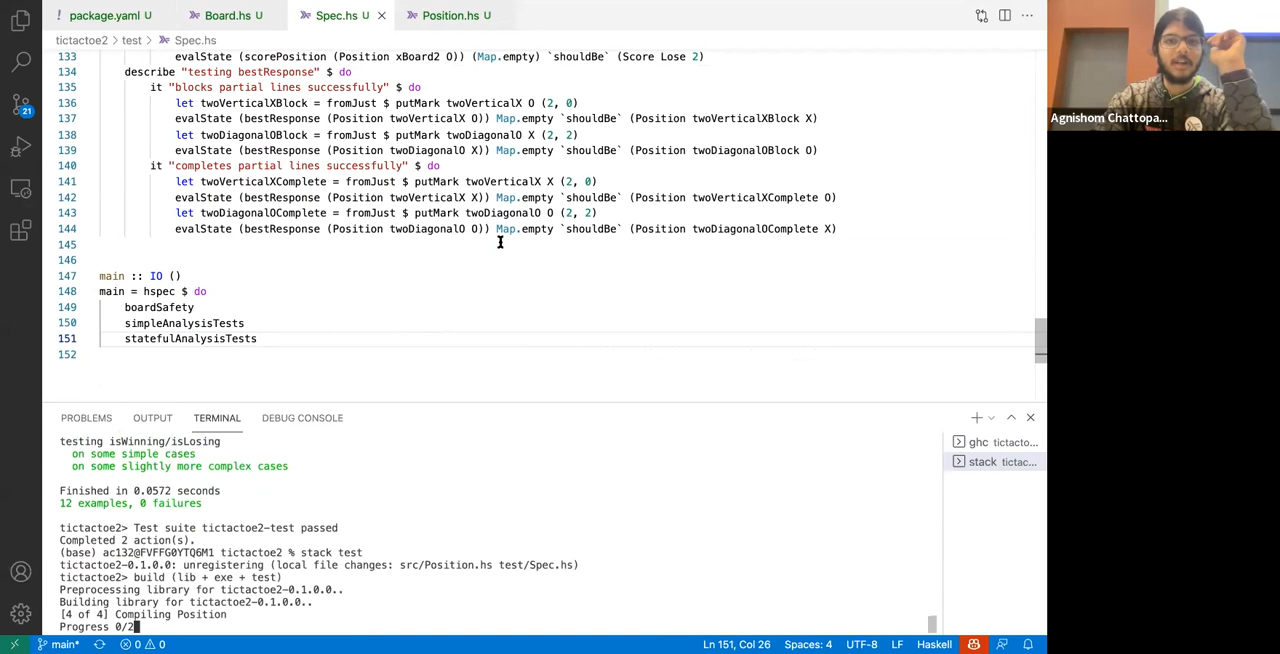 ! package.yaml U
Board.hs U
Spec.hs U
Position.hs U
tictactoe2 > test > Spec.hs
133 evalState (scorePosition (Position xBoard2 O)) (Map.empty) `shouldBe` (Score Lose 2)
134 describe "testing bestResponse" $ do
135 it "blocks partial lines successfully" $ do
136 let twoVerticalXBlock = fromJust $ putMark twoVerticalX O (2, 0)
137 evalState (bestResponse (Position twoVerticalX O)) Map.empty `shouldBe` (Position twoVerticalXBlock X)
138 let twoDiagonalOBlock = fromJust $ putMark twoDiagonalO X (2, 2)
139 evalState (bestResponse (Position twoDiagonalO X)) Map.empty `shouldBe` (Position twoDiagonalOBlock O)
140 it "completes partial lines successfully" $ do
141 let twoVerticalXComplete = fromJust $ putMark twoVerticalX X (2, 0)
142 evalState (bestResponse (Position twoVerticalX X)) Map.empty `shouldBe` (Position twoVerticalXComplete O)
143 let twoDiagonalOComplete = fromJust $ putMark twoDiagonalO O (2, 2)
144 evalState (bestResponse (Position twoDiagonalO O)) Map.empty `shouldBe` (Position twoDiagonalOComplete X)
145
146
147 main :: IO ()
148 main = hspec $ do
149 boardSafety
150 simpleAnalysisTests
151 statefulAnalysisTests
152
Agnishom Chattopa...
21
PROBLEMS OUTPUT TERMINAL DEBUG CONSOLE
testing isWinning/isLosing
on some simple cases
on some slightly more complex cases
Finished in 0.0572 seconds
12 examples, 0 failures
tictactoe2> Test suite tictactoe2-test passed
Completed 2 action(s).
(base) ac132@FVFFG0YTQ6M1 tictactoe2 % stack test
tictactoe2-0.1.0.0: unregistering (local file changes: src/Position.hs test/Spec.hs)
tictactoe2> build (lib + exe + test)
Preprocessing library for tictactoe2-0.1.0.0..
Building library for tictactoe2-0.1.0.0..
[4 of 4] Compiling Position
Progress 0/2
ghc tictacto...
stack tictac...
main* 0 0 Ln 151, Col 26 Spaces: 4 UTF-8 LF Haskell